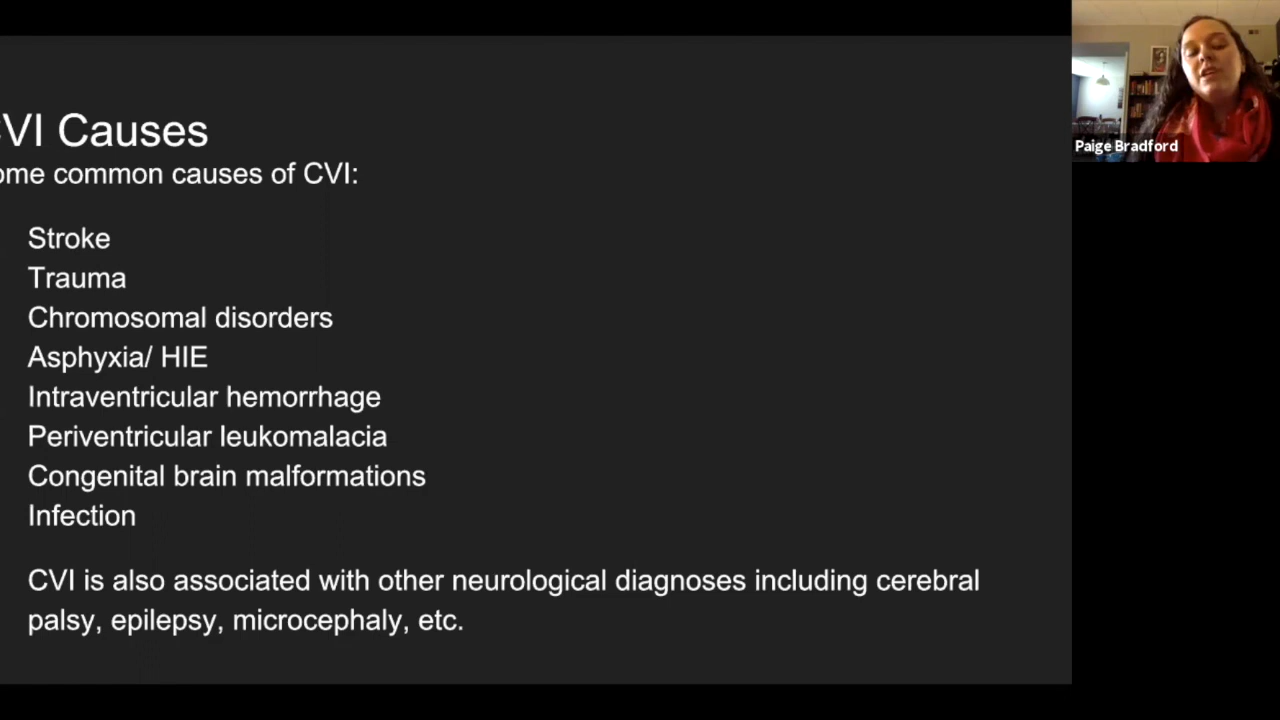 CVI Causes
ome common causes of CVI:
Stroke
Trauma
Chromosomal disorders
Asphyxia/ HIE
Intraventricular hemorrhage
Periventricular leukomalacia
Congenital brain malformations
Infection
CVI is also associated with other neurological diagnoses including cerebral
palsy, epilepsy, microcephaly, etc.
Paige Bradford